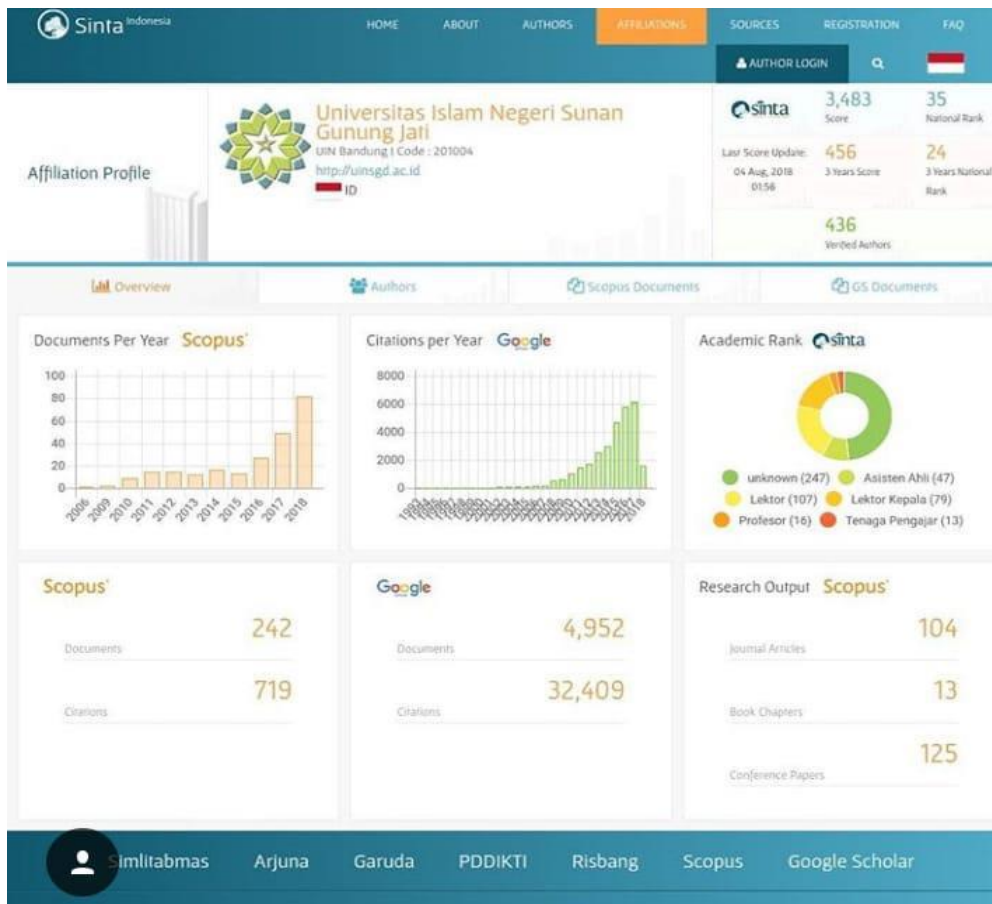 Sinta Indonesia
HOME ABOUT AUTHORS AFFILIATIONS SOURCES REGISTRATION FAQ
AUTHOR LOGIN
Affiliation Profile
Universitas Islam Negeri Sunan
Gunung Jati
UIN Bandung | Code : 201004
http://uinsgd.ac.id
ID
sinta
3,483
Score
35
National Rank
Last Score Update:
04 Aug, 2018
01:56
456
3 Years Score
24
3 Years National
Rank
436
Verified Authors
Overview Authors Scopus Documents GS Documents
Documents Per Year Scopus
100
80
60
40
20
0
2006 2009 2010 2011 2012 2013 2014 2015 2016 2017 2018
Citations per Year Google
8000
6000
4000
2000
0
2018
Academic Rank sinta
unknown (247) Asisten Ahli (47)
Lektor (107) Lektor Kepala (79)
Profesor (16) Tenaga Pengajar (13)
Scopus
242
Documents
719
Citations
Google
4,952
Documents
32,409
Citations
Research Output Scopus
104
Journal Articles
13
Book Chapters
125
Conference Papers
Simlitabmas Arjuna Garuda PDDIKTI Risbang Scopus Google Scholar